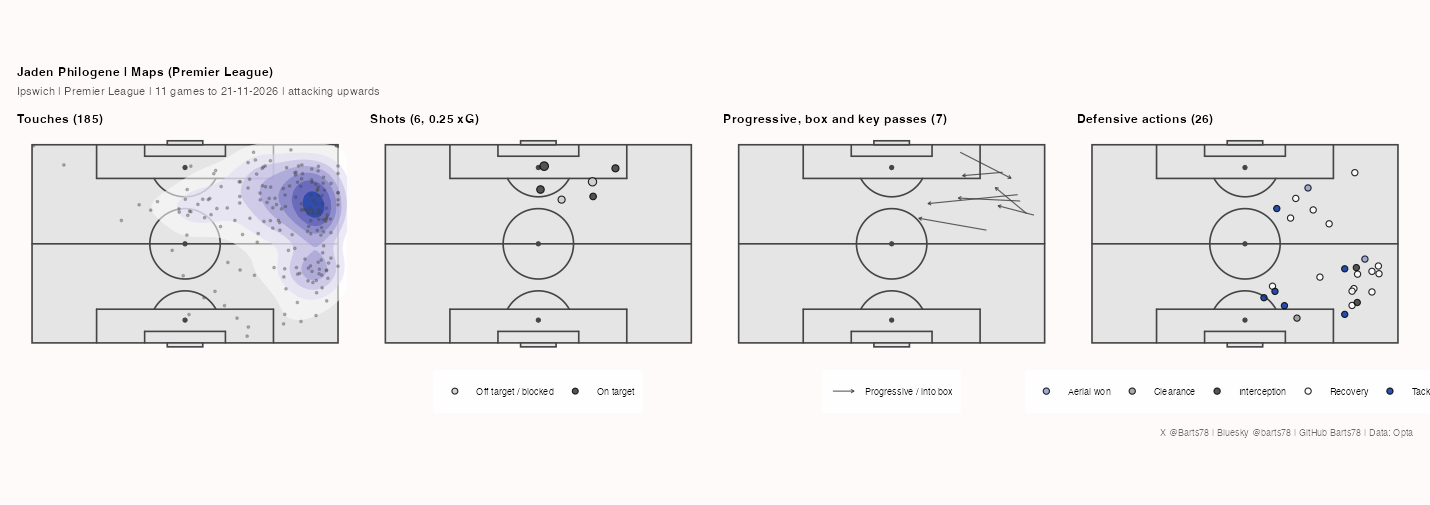 Jaden Philogene | Maps (Premier League)
Ipswich | Premier League | 11 games to 21-11-2026 | attacking upwards
Touches (185)
Shots (6, 0.25 xG)
Progressive, box and key passes (7)
Defensive actions (26)
Off target / blocked
On target
Progressive / into box
Aerial won
Clearance
Interception
Recovery
Tack
X @Barts78 | Bluesky @barts78 | GitHub Barts78 | Data: Opta